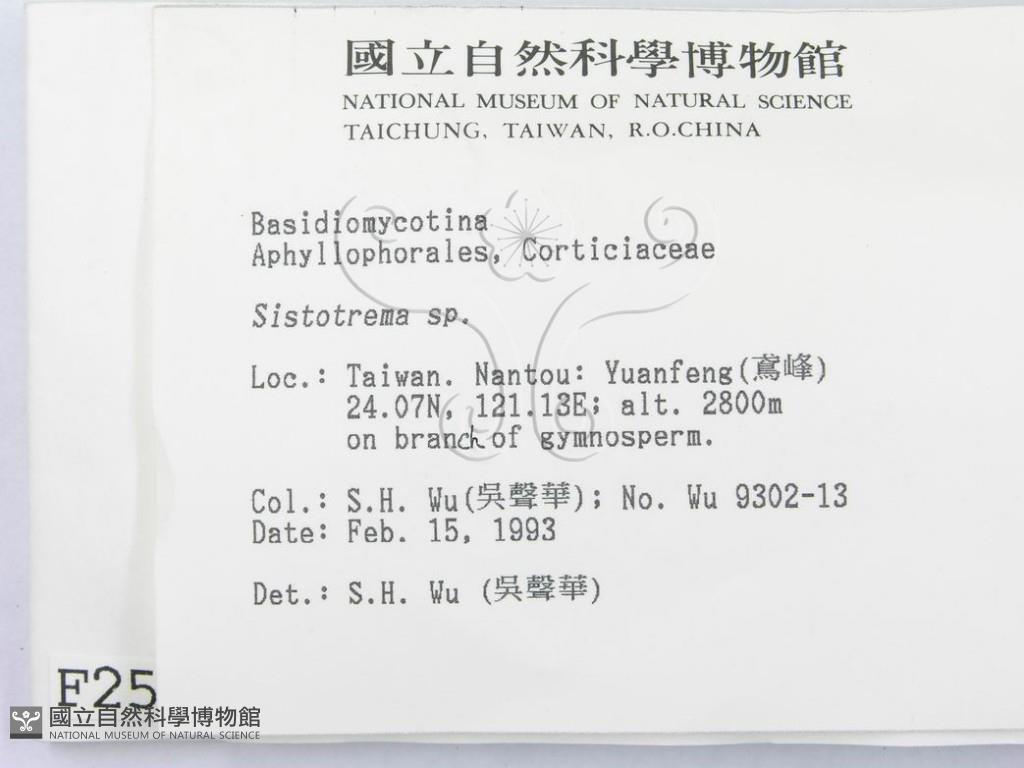 國立自然科學博物館
NATIONAL MUSEUM OF NATURAL SCIENCE
TAICHUNG, TAIWAN, R.O.CHINA
Basidiomycotina
Aphyllophorales, Corticiaceae
Sistotrema sp.
Loc.: Taiwan. Nantou: Yuanfeng(鳶峰)
24.07N, 121.13E; alt. 2800m
on branch of gymnosperm.
Col.: S.H. Wu(吳聲華); No. Wu 9302-13
Date: Feb. 15, 1993
Det.: S.H. Wu (吳聲華)
F25
國立自然科學博物館
NATIONAL MUSEUM OF NATURAL SCIENCE